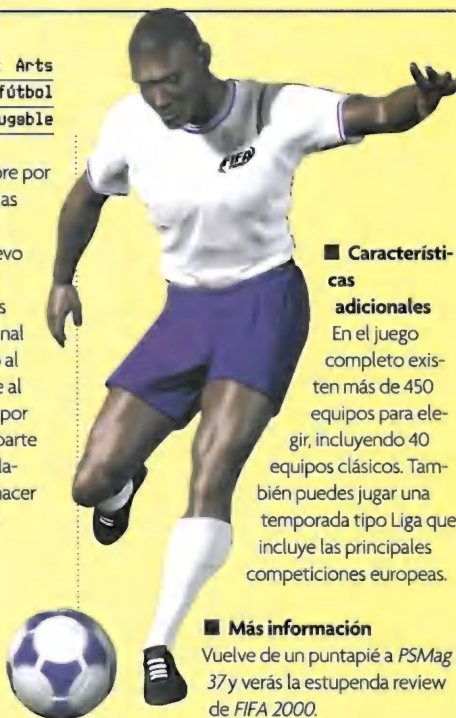 Arts
fútbol
ugable
re por
as
evo
s
nal
o al
e al
por
parte
la-
hacer
FIFA
■ Característi-
cas
adicionales
En el juego
completo exis-
ten más de 450
equipos para ele-
gir, incluyendo 40
equipos clásicos. Tam-
bién puedes jugar una
temporada tipo Liga que
incluye las principales
competiciones europeas.
■ Más información
Vuelve de un puntapié a PSMag
37 y verás la estupenda review
de FIFA 2000.